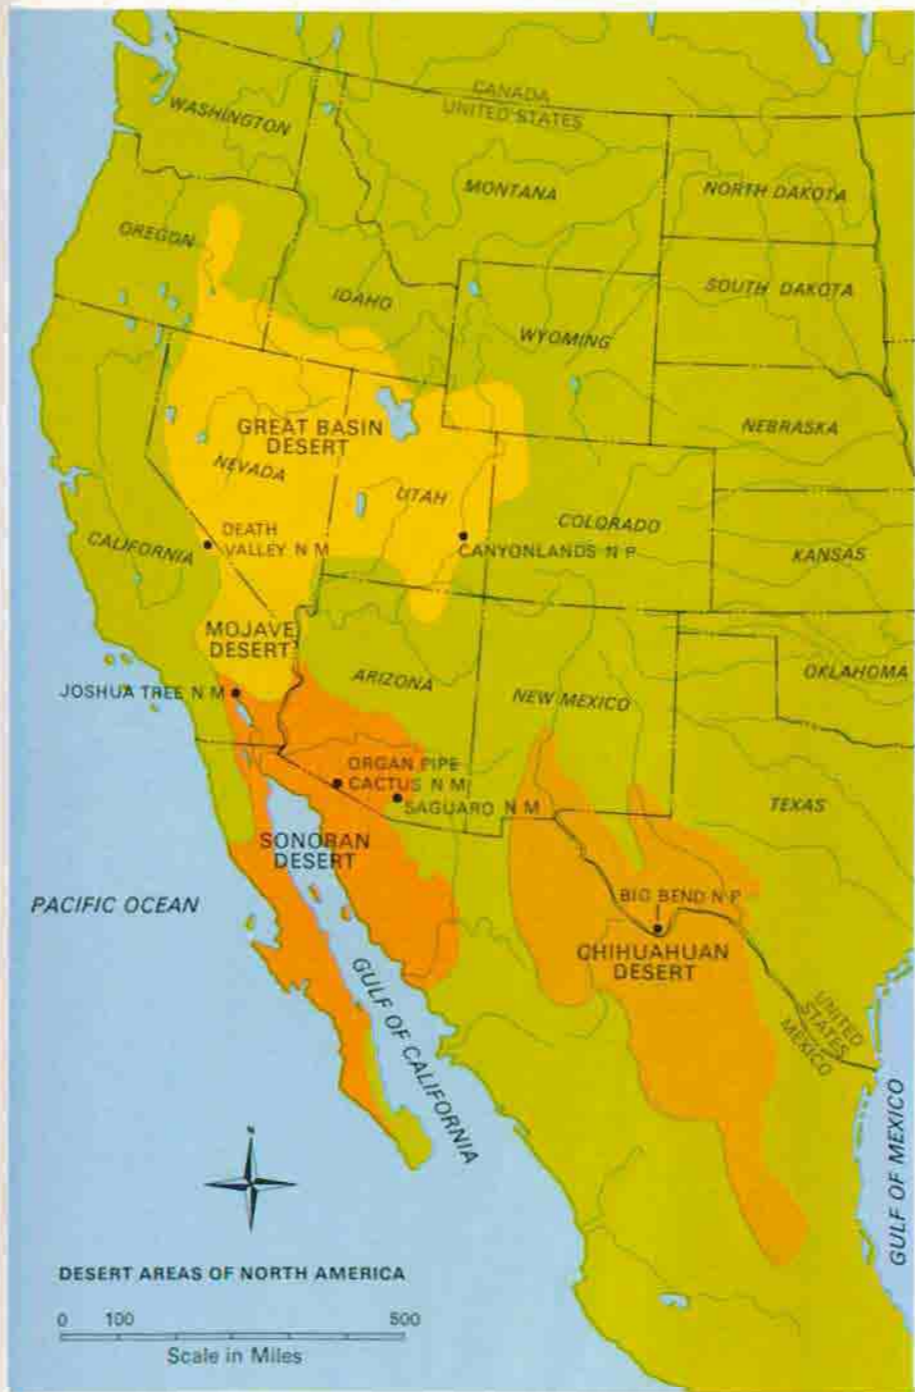 CANADA
UNITED STATES
WASHINGTON
MONTANA
NORTH DAKOTA
OREGON
IDAHO
SOUTH DAKOTA
WYOMING
GREAT BASIN
DESERT
NEBRASKA
NEVADA
UTAH
COLORADO
CALIFORNIA
DEATH
VALLEY N M
CANYONLANDS N P
KANSAS
MOJAVE
DESERT
JOSHUA TREE N M
ARIZONA
NEW MEXICO
OKLAHOMA
ORGAN PIPE
CACTUS N M
SAGUARO N M
TEXAS
SONORAN
DESERT
PACIFIC OCEAN
BIG BEND N P
CHIHUAHUAN
DESERT
GULF OF CALIFORNIA
UNITED
STATES
MEXICO
GULF OF MEXICO
N
DESERT AREAS OF NORTH AMERICA
0 100 500
Scale in Miles